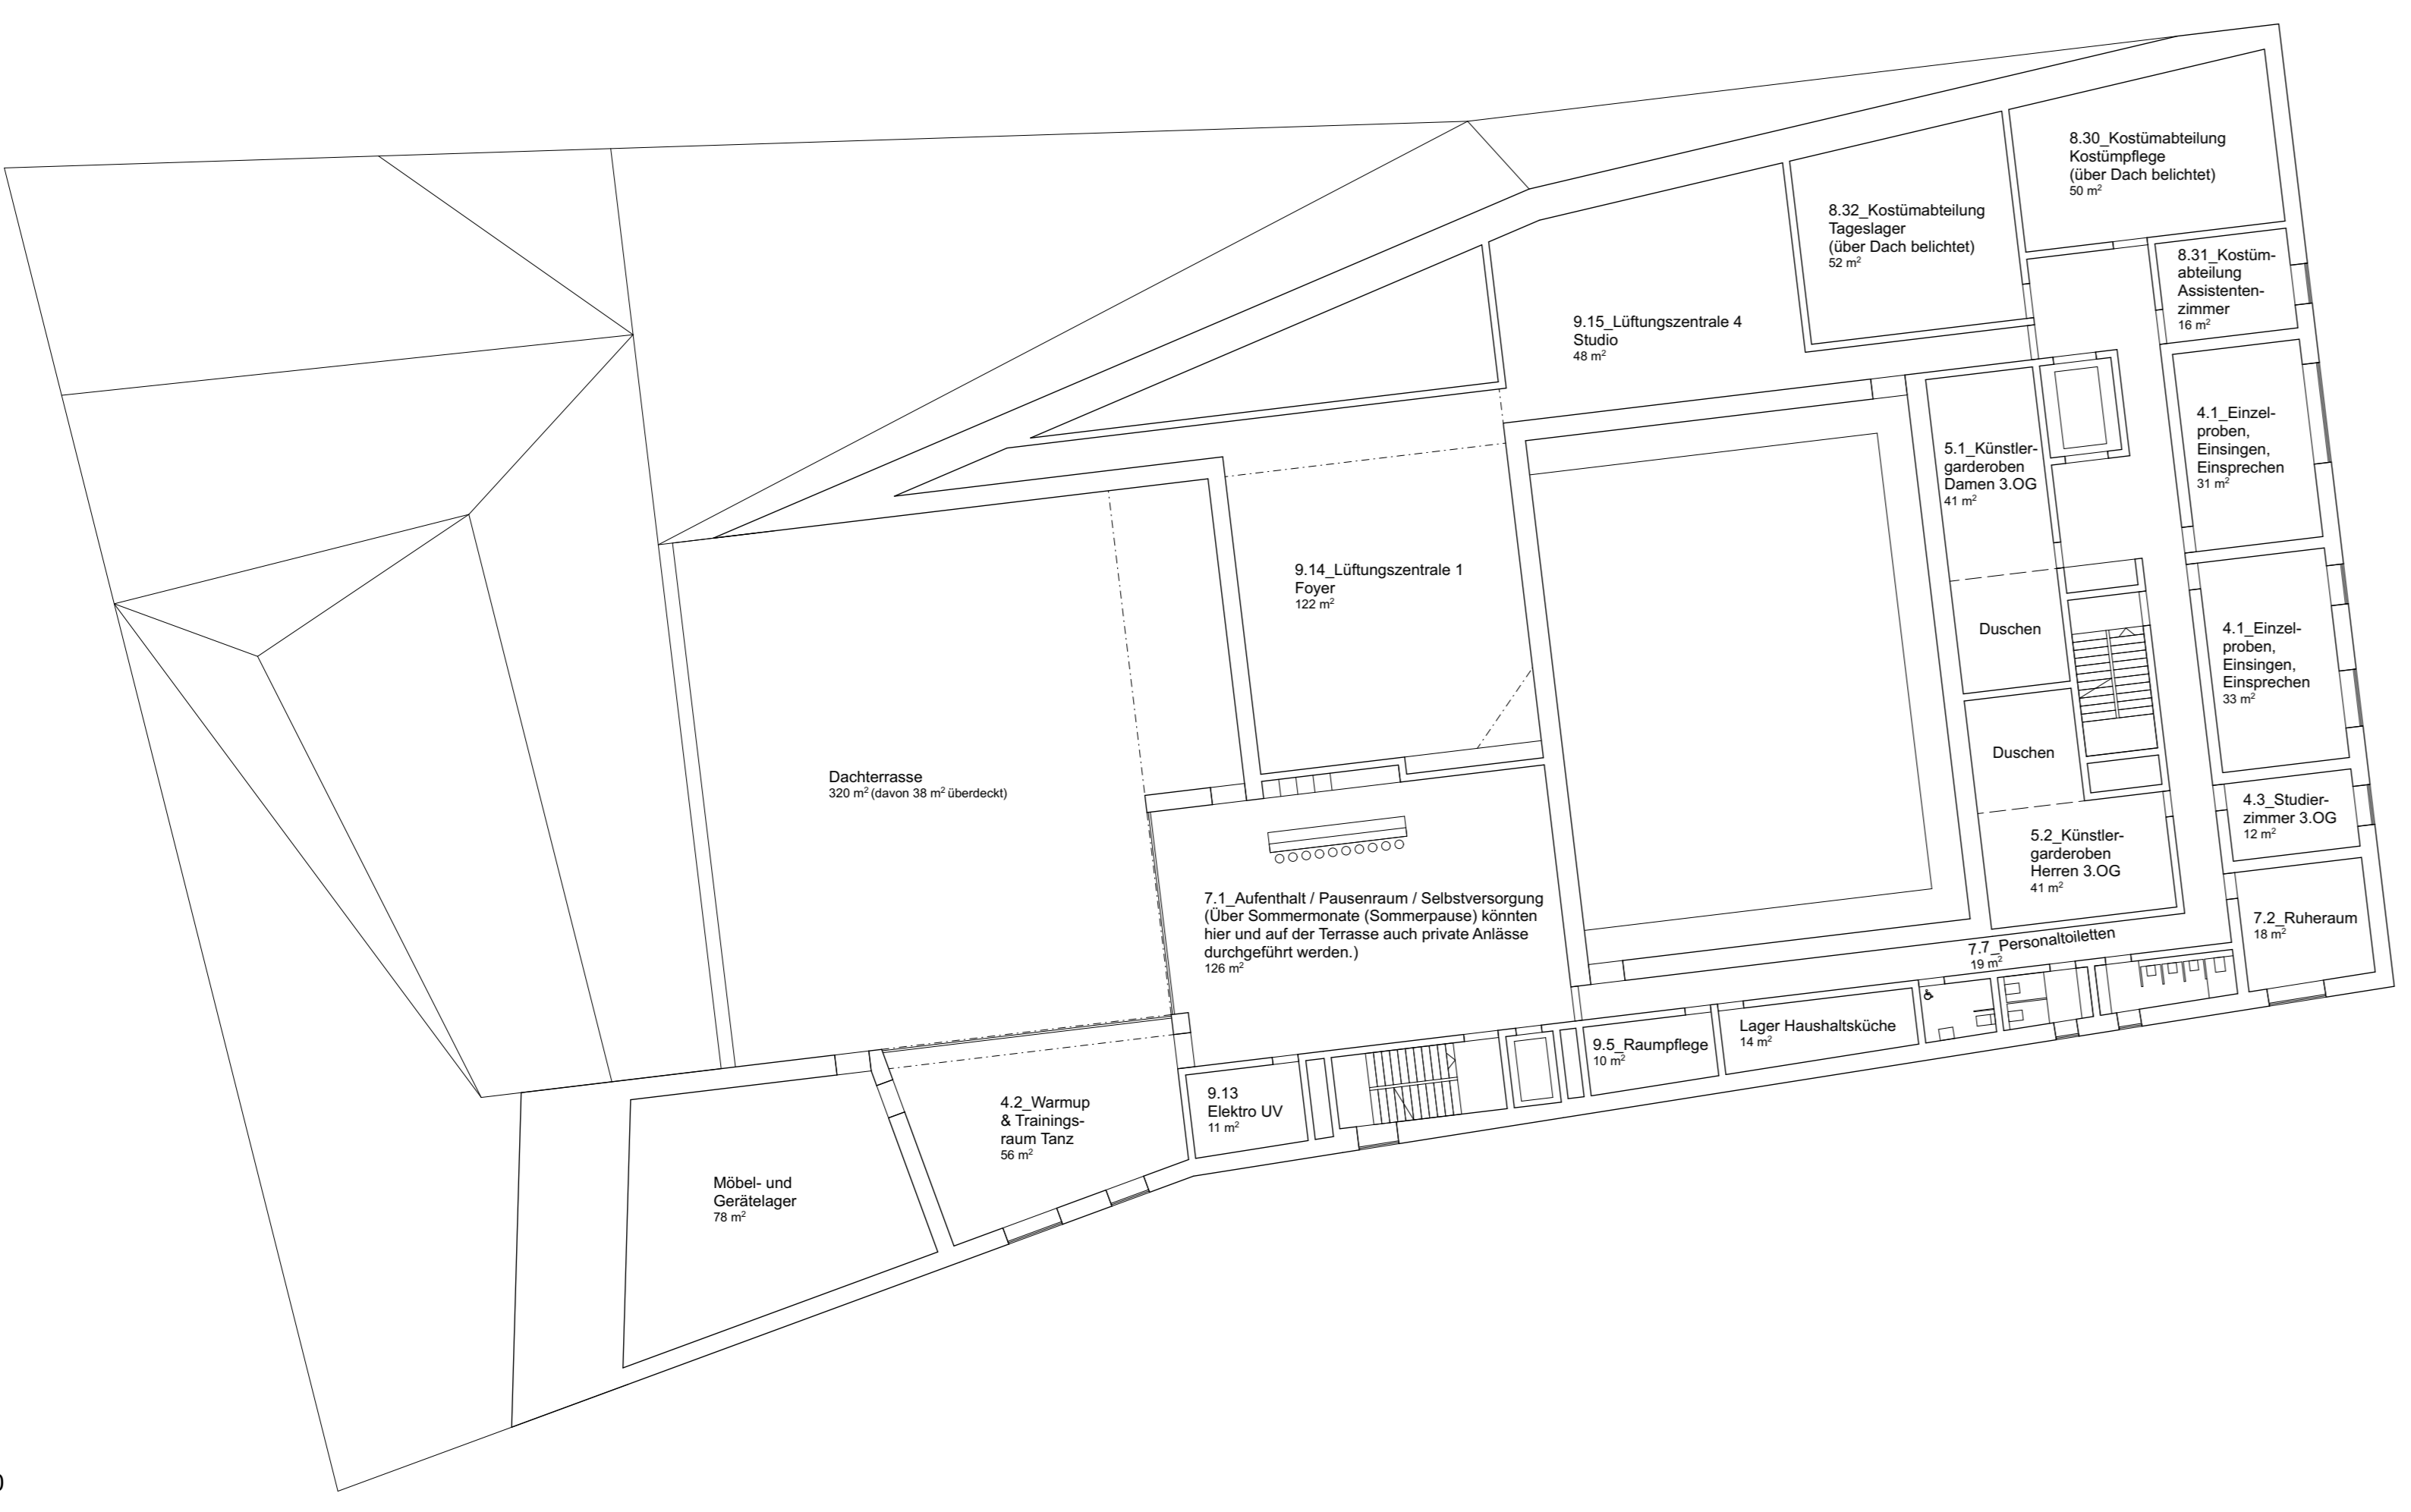 8.30_Kostümabteilung
Kostümpflege
(über Dach belichtet)
50 m²
8.32_Kostümabteilung
Tageslager
(über Dach belichtet)
52 m²
8.31_Kostüm-
abteilung
Assistenten-
zimmer
16 m²
9.15_Lüftungszentrale 4
Studio
48 m²
4.1_Einzel-
proben,
Einsingen,
Einsprechen
31 m²
5.1_Künstler-
garderoben
Damen 3.OG
41 m²
9.14_Lüftungszentrale 1
Foyer
122 m²
Duschen
4.1_Einzel-
proben,
Einsingen,
Einsprechen
33 m²
Duschen
Dachterrasse
320 m² (davon 38 m² überdeckt)
4.3_Studier-
zimmer 3.OG
12 m²
5.2_Künstler-
garderoben
Herren 3.OG
41 m²
7.1_Aufenthalt / Pausenraum / Selbstversorgung
(Über Sommermonate (Sommerpause) könnten
hier und auf der Terrasse auch private Anlässe
durchgeführt werden.)
126 m²
7.2_Ruheraum
18 m²
7.7_Personaltoiletten
19 m²
Lager Haushaltsküche
14 m²
9.5_Raumpflege
10 m²
9.13
Elektro UV
11 m²
4.2_Warmup
& Trainings-
raum Tanz
56 m²
Möbel- und
Gerätelager
78 m²